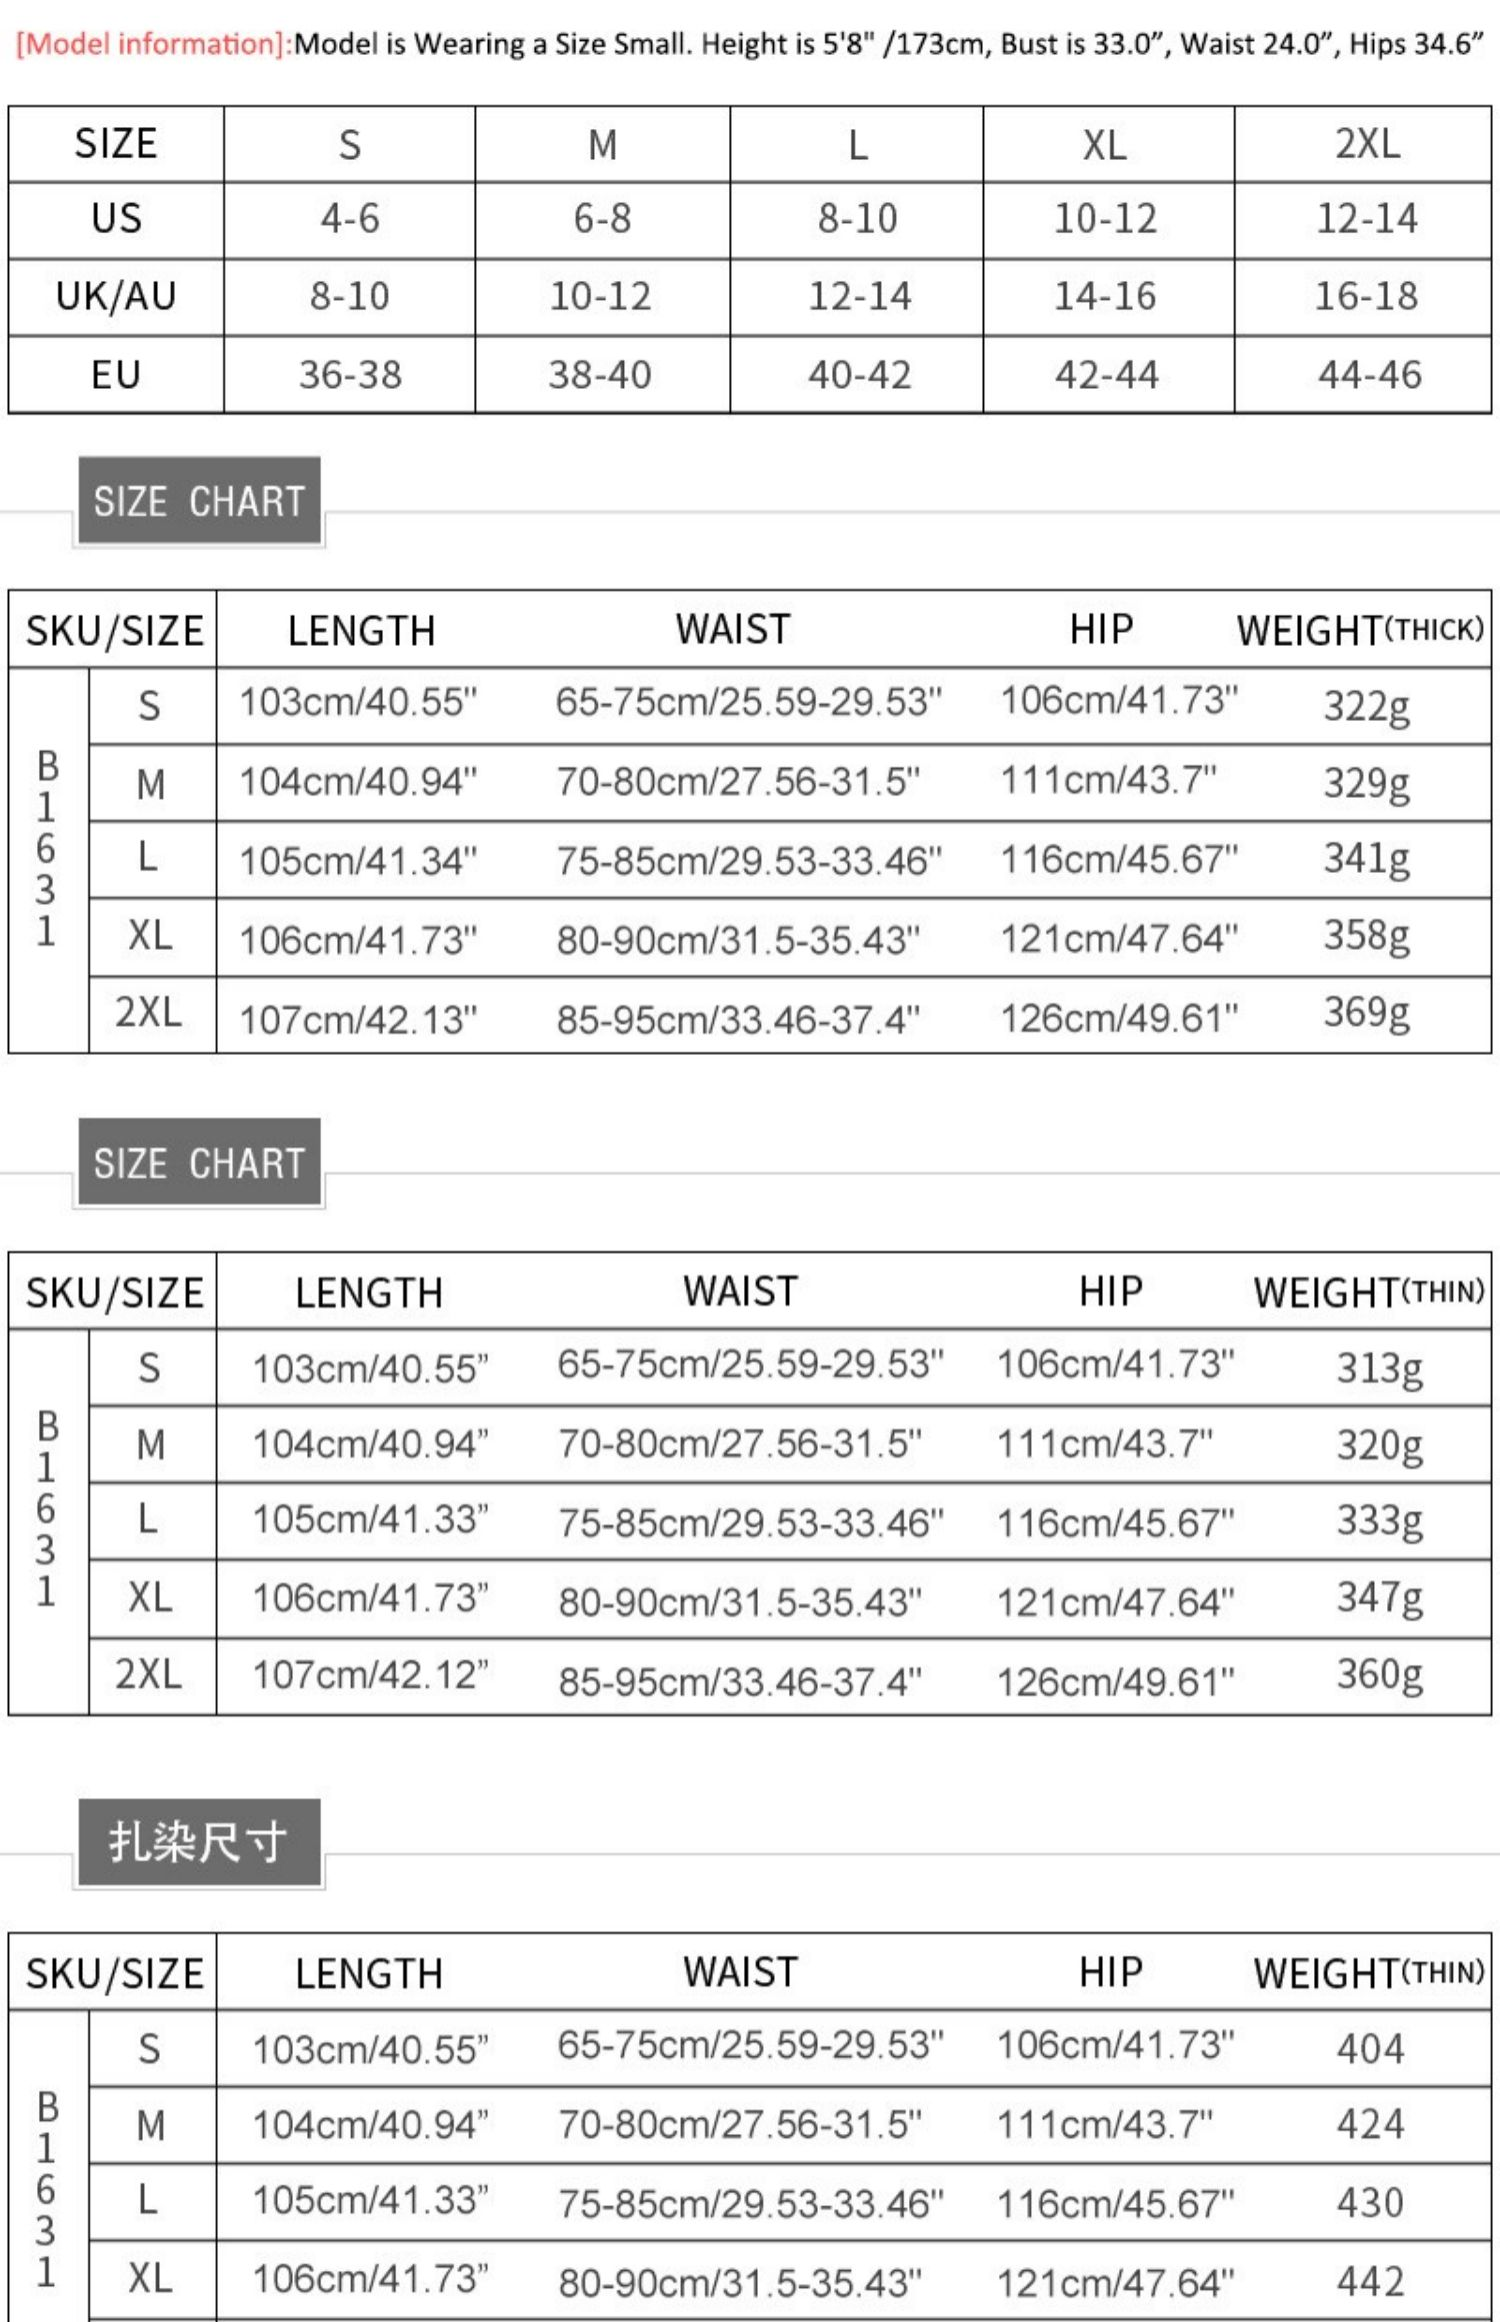 [Model information]:Model is Wearing a Size Small. Height is 5'8" /173cm, Bust is 33.0”, Waist 24.0”, Hips 34.6”
SIZE S M L XL 2XL
US 4-6 6-8 8-10 10-12 12-14
UK/AU 8-10 10-12 12-14 14-16 16-18
EU 36-38 38-40 40-42 42-44 44-46
SIZE CHART
SKU/SIZE LENGTH WAIST HIP WEIGHT(THICK)
B1631
S 103cm/40.55" 65-75cm/25.59-29.53" 106cm/41.73" 322g
M 104cm/40.94" 70-80cm/27.56-31.5" 111cm/43.7" 329g
L 105cm/41.34" 75-85cm/29.53-33.46" 116cm/45.67" 341g
XL 106cm/41.73" 80-90cm/31.5-35.43" 121cm/47.64" 358g
2XL 107cm/42.13" 85-95cm/33.46-37.4" 126cm/49.61" 369g
SIZE CHART
SKU/SIZE LENGTH WAIST HIP WEIGHT(THIN)
B1631
S 103cm/40.55” 65-75cm/25.59-29.53" 106cm/41.73" 313g
M 104cm/40.94” 70-80cm/27.56-31.5" 111cm/43.7" 320g
L 105cm/41.33” 75-85cm/29.53-33.46" 116cm/45.67" 333g
XL 106cm/41.73” 80-90cm/31.5-35.43" 121cm/47.64" 347g
2XL 107cm/42.12” 85-95cm/33.46-37.4" 126cm/49.61" 360g
扎染尺寸
SKU/SIZE LENGTH WAIST HIP WEIGHT(THIN)
B1631
S 103cm/40.55” 65-75cm/25.59-29.53" 106cm/41.73" 404
M 104cm/40.94” 70-80cm/27.56-31.5" 111cm/43.7" 424
L 105cm/41.33” 75-85cm/29.53-33.46" 116cm/45.67" 430
XL 106cm/41.73” 80-90cm/31.5-35.43" 121cm/47.64" 442